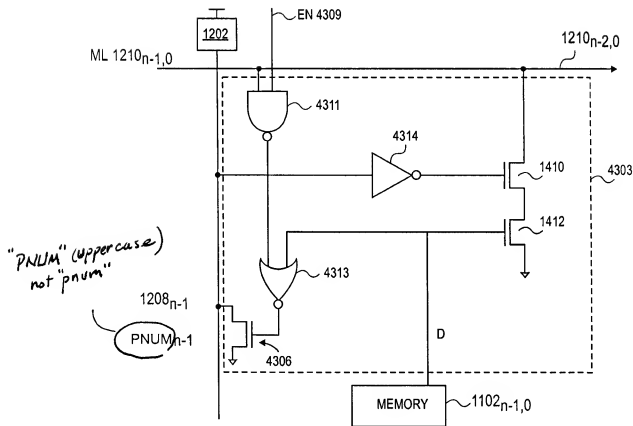 1202
EN 4309
ML 1210n-1,0
1210n-2,0
4311
4314
1410
4303
1412
"PNUM" (uppercase)
not "pnum"
4313
1208n-1
PNUMn-1
4306
D
MEMORY
1102n-1,0